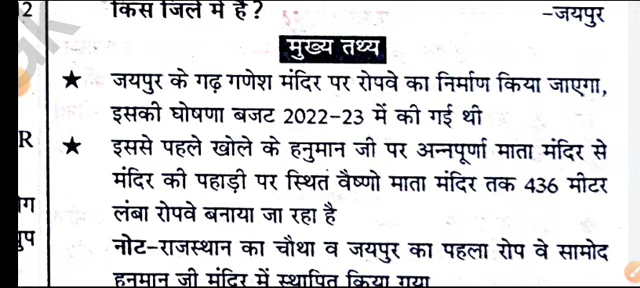 12
किस जिले में है? –जयपुर
मुख्य तथ्य
★ जयपुर के गढ़ गणेश मंदिर पर रोपवे का निर्माण किया जाएगा,
इसकी घोषणा बजट 2022–23 में की गई थी
R
★ इससे पहले खोले के हनुमान जी पर अन्नपूर्णा माता मंदिर से
मंदिर की पहाड़ी पर स्थित वैष्णो माता मंदिर तक 436 मीटर
लंबा रोपवे बनाया जा रहा है
नोट–राजस्थान का चौथा व जयपुर का पहला रोप वे सामोद
हनुमान जी मंदिर में स्थापित किया गया